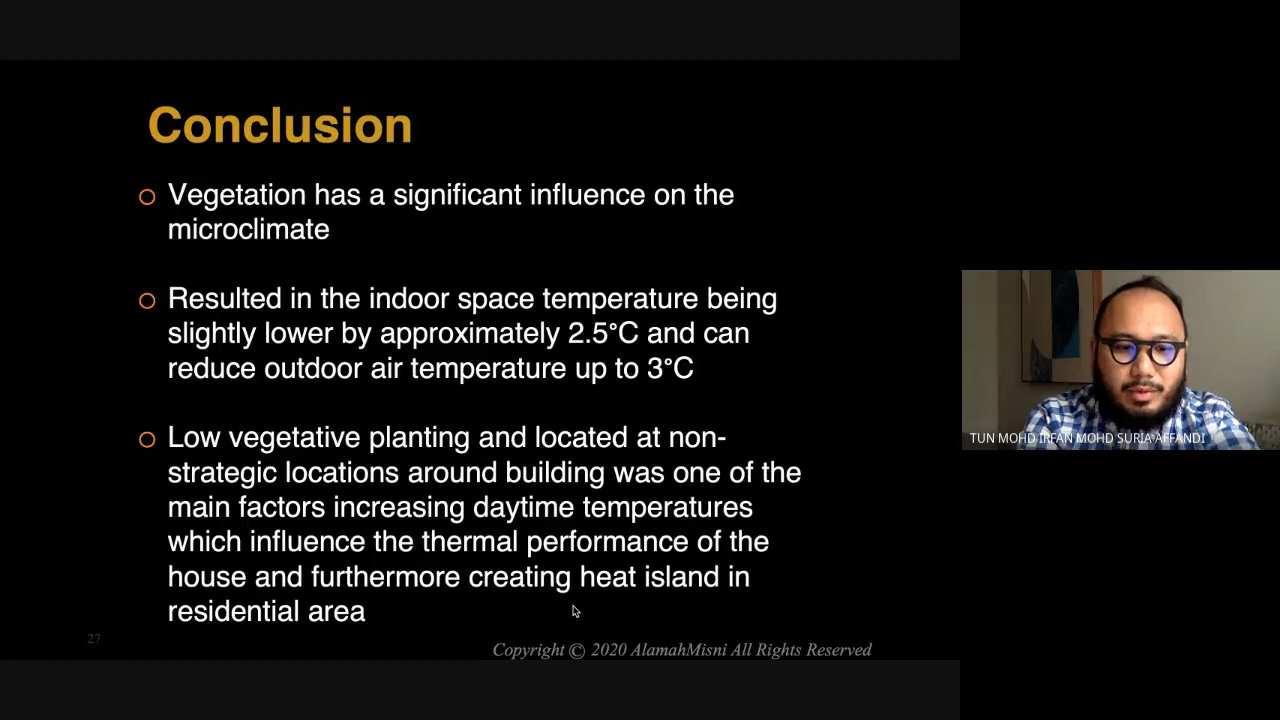 Conclusion
Vegetation has a significant influence on the
microclimate
Resulted in the indoor space temperature being
slightly lower by approximately 2.5°C and can
reduce outdoor air temperature up to 3°C
Low vegetative planting and located at non-
strategic locations around building was one of the
main factors increasing daytime temperatures
which influence the thermal performance of the
house and furthermore creating heat island in
residential area
27
Copyright © 2020 AlamahMisni All Rights Reserved
TUN MOHD IRFAN MOHD SURIA AFFANDI